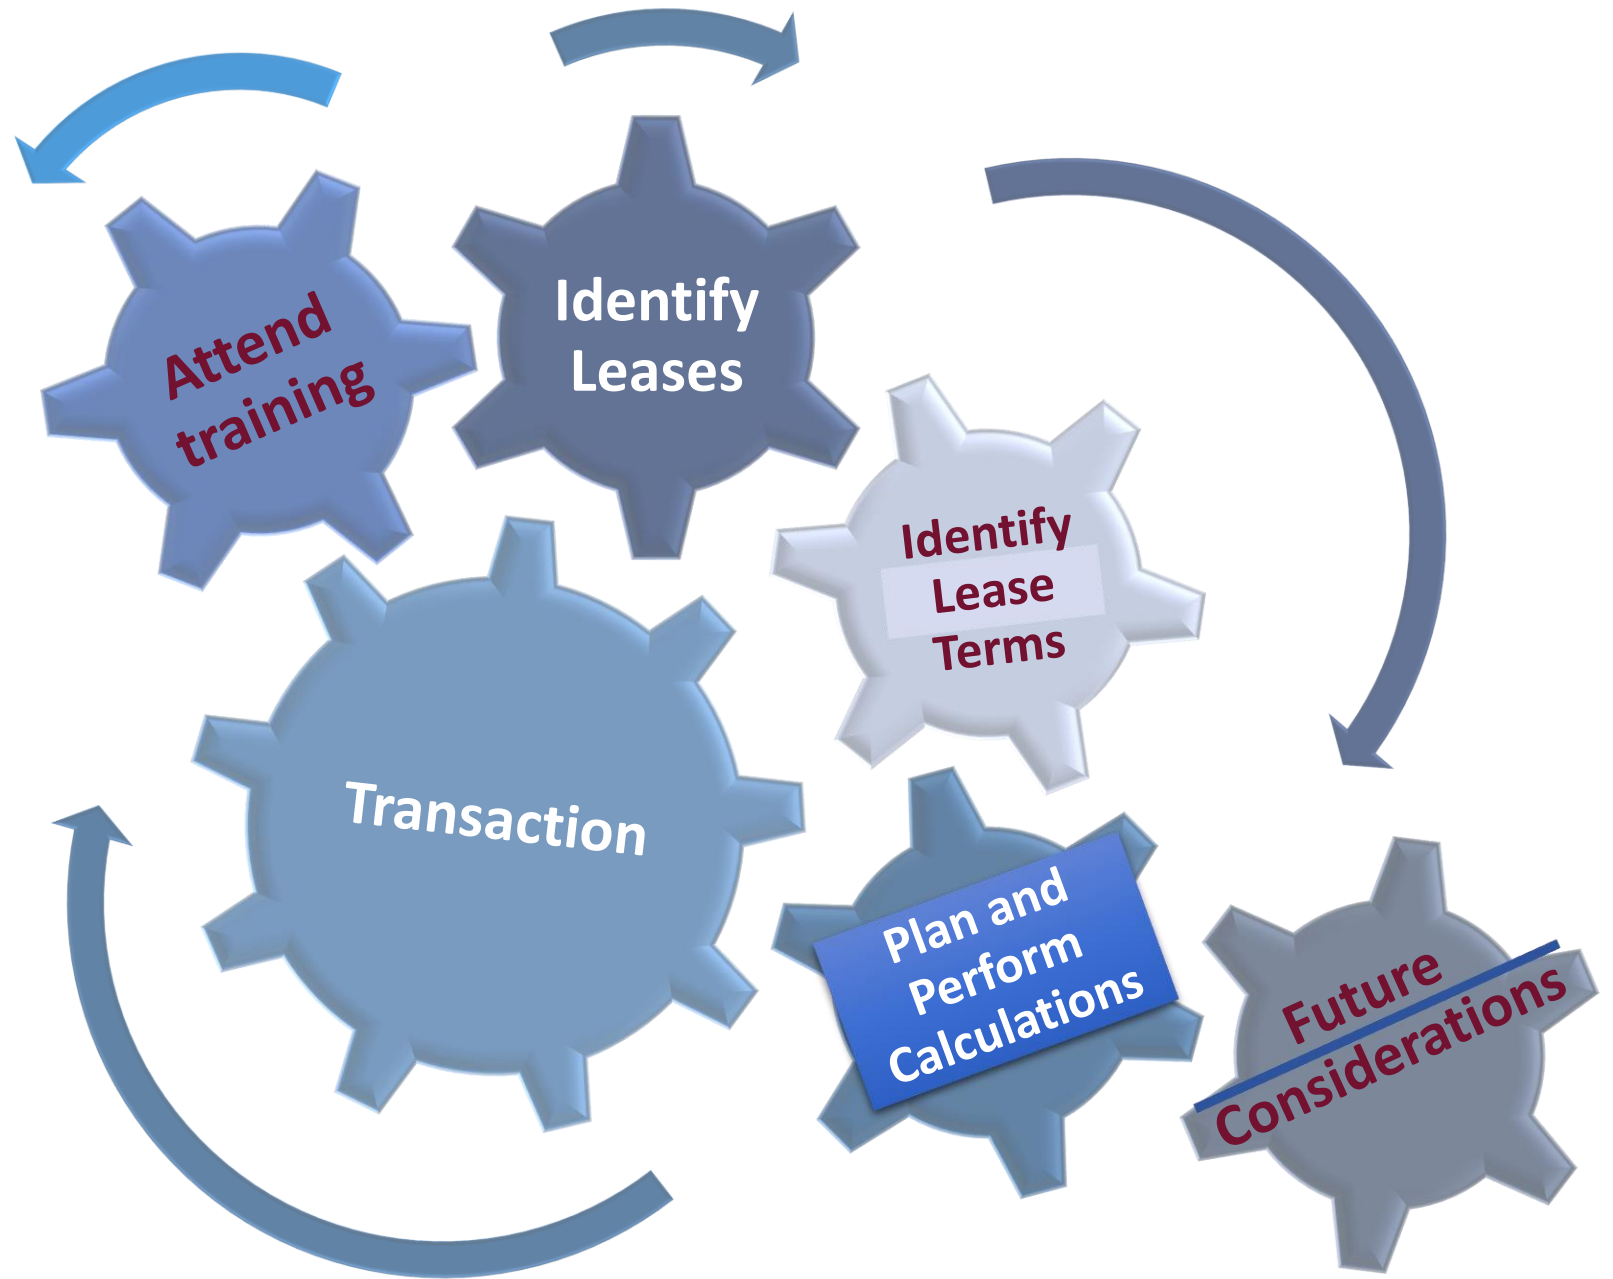 Attend
training
Identify
Leases
Identify
Lease
Terms
Transaction
Plan and
Perform
Calculations
Future
Considerations